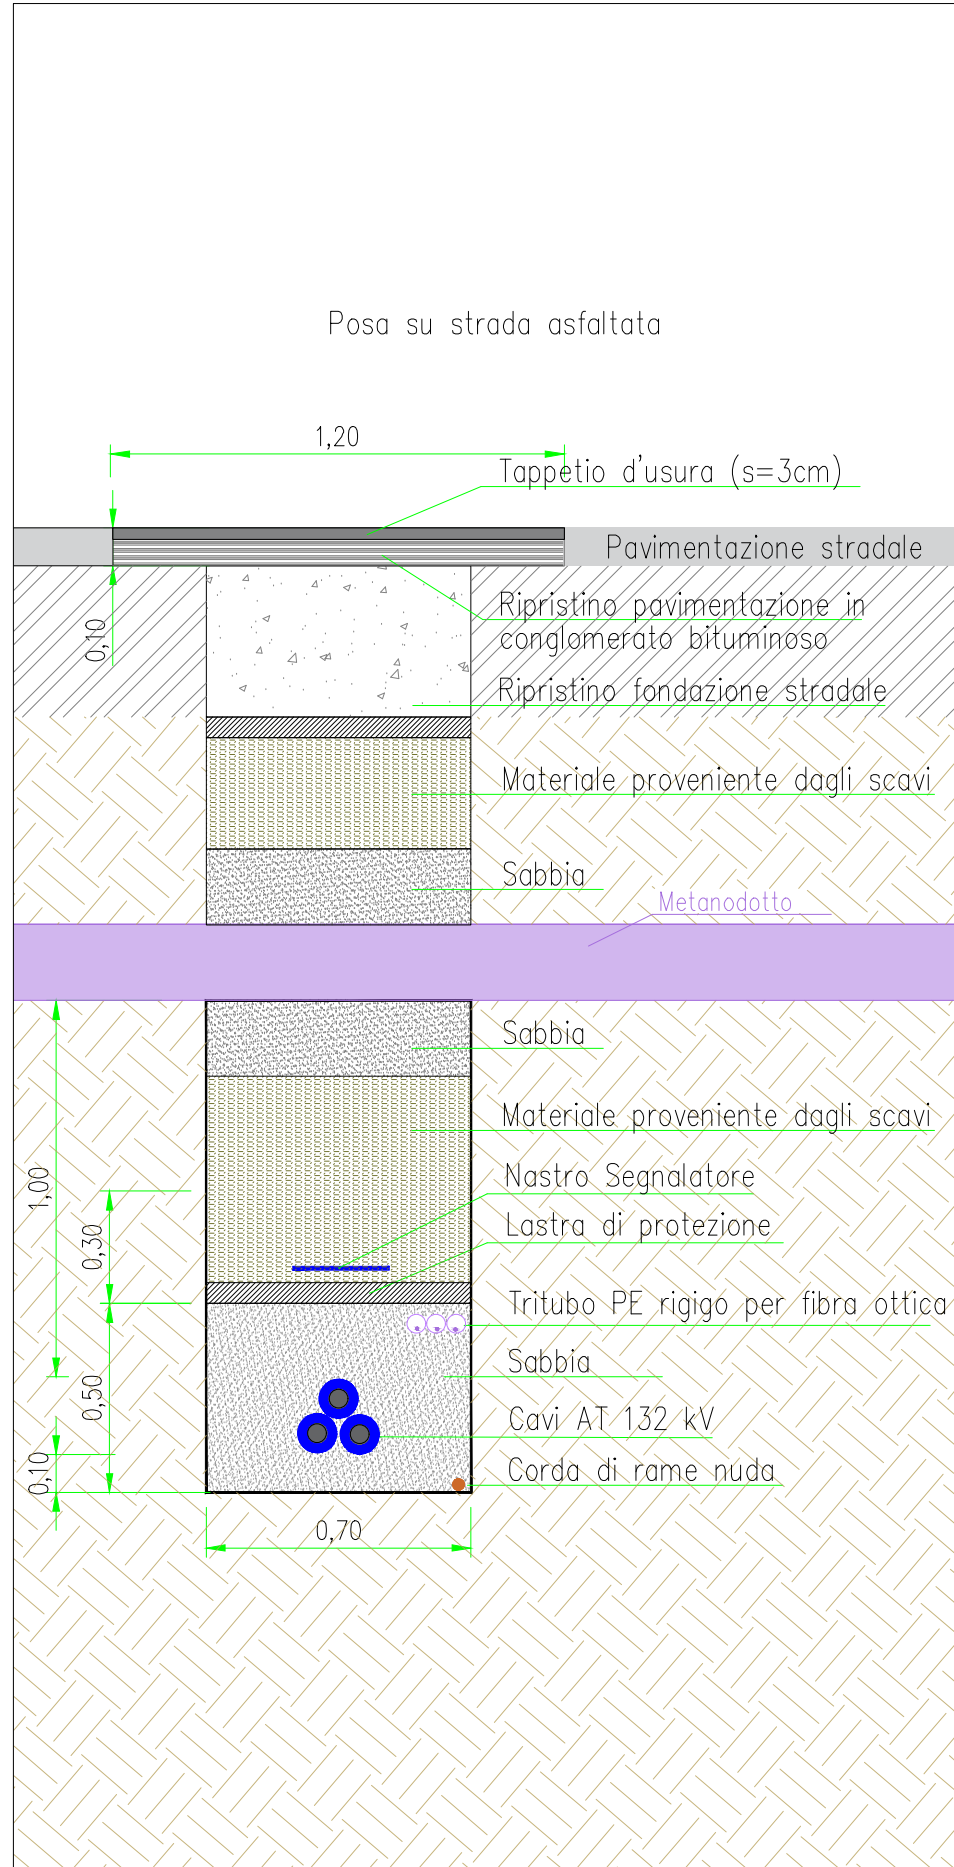 Posa su strada asfaltata
1,20
Tappetio d'usura (s=3cm)
Pavimentazione stradale
0,10
Ripristino pavimentazione in
conglomerato bituminoso
Ripristino fondazione stradale
Materiale proveniente dagli scavi
Sabbia
Metanodotto
Sabbia
Materiale proveniente dagli scavi
1,00
Nastro Segnalatore
0,30
Lastra di protezione
Tritubo PE rigigo per fibra ottica
Sabbia
0,50
Cavi AT 132 kV
0,10
Corda di rame nuda
0,70